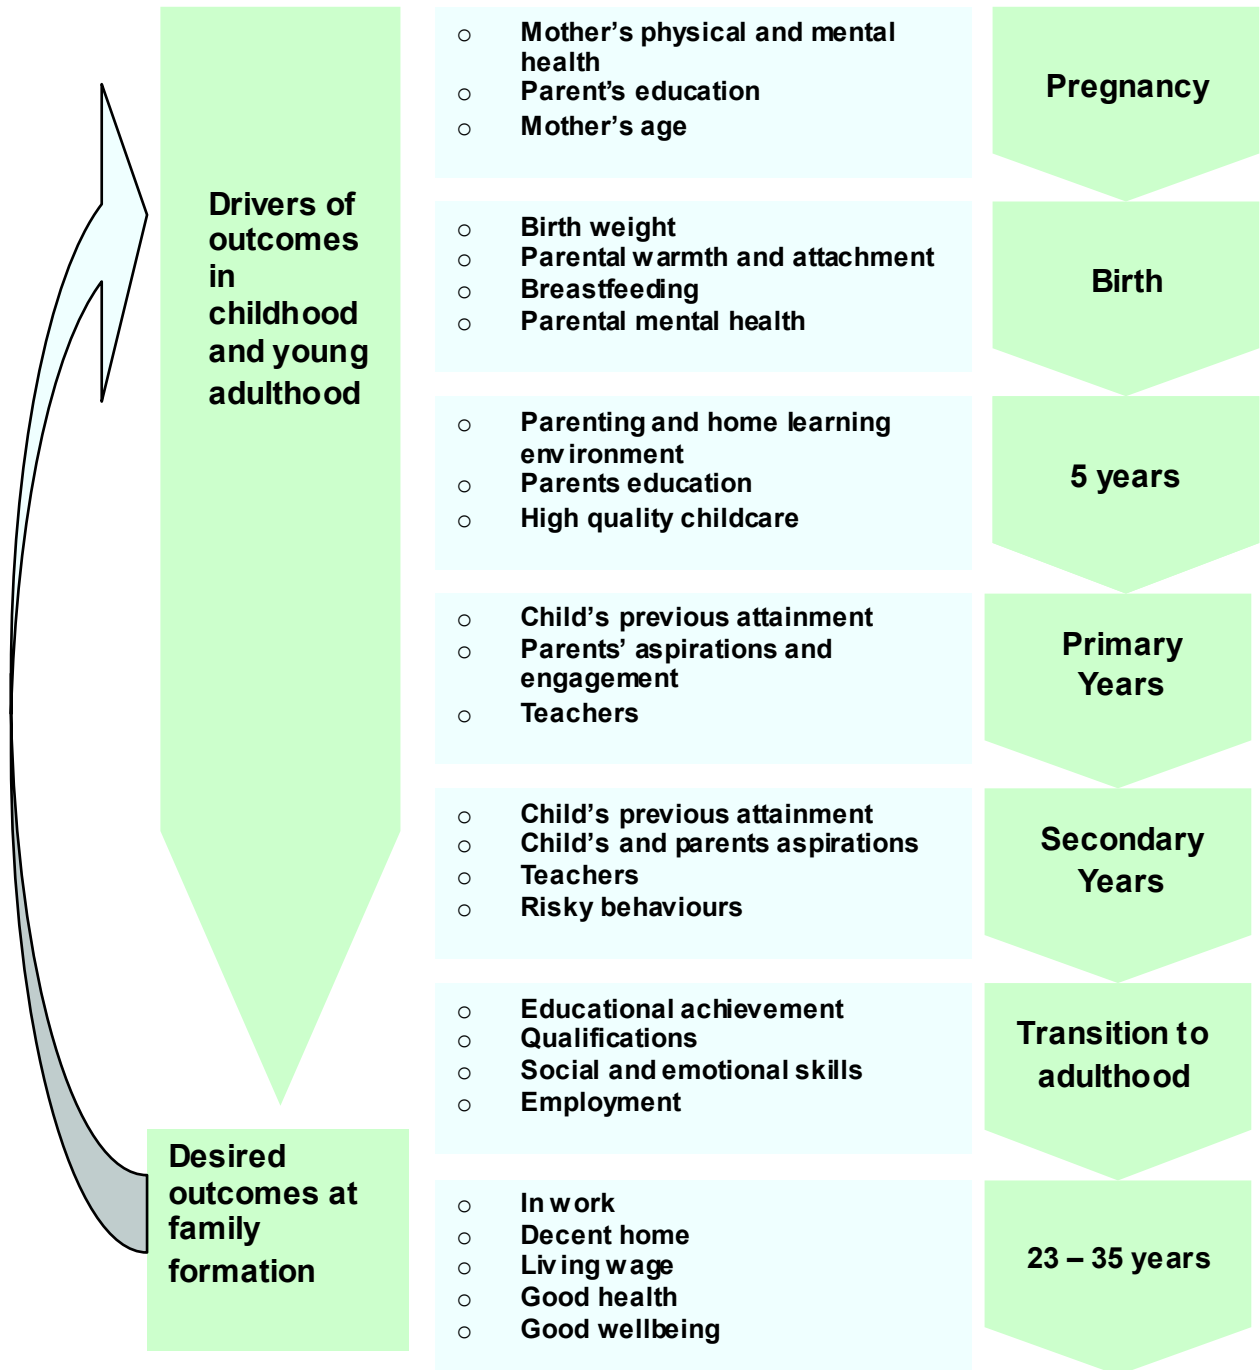 Drivers of
outcomes
in
childhood
and young
adulthood
Desired
outcomes at
family
formation
o Mother’s physical and mental
health
o Parent’s education
o Mother’s age
Pregnancy
o Birth weight
o Parental warmth and attachment
o Breastfeeding
o Parental mental health
Birth
o Parenting and home learning
environment
o Parents education
o High quality childcare
5 years
o Child’s previous attainment
o Parents’ aspirations and
engagement
o Teachers
Primary
Years
o Child’s previous attainment
o Child’s and parents aspirations
o Teachers
o Risky behaviours
Secondary
Years
o Educational achievement
o Qualifications
o Social and emotional skills
o Employment
Transition to
adulthood
o In work
o Decent home
o Living wage
o Good health
o Good wellbeing
23 – 35 years